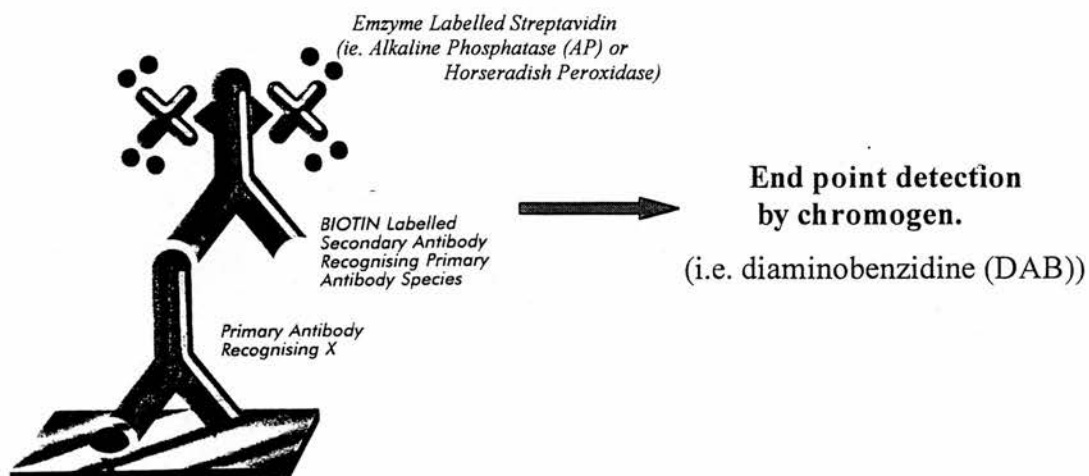 Emzyme Labelled Streptavidin
(ie. Alkaline Phosphatase (AP) or
Horseradish Peroxidase)
End point detection
by chromogen.
(i.e. diaminobenzidine (DAB))
BIOTIN Labelled
Secondary Antibody
Recognising Primary
Antibody Species
Primary Antibody
Recognising X